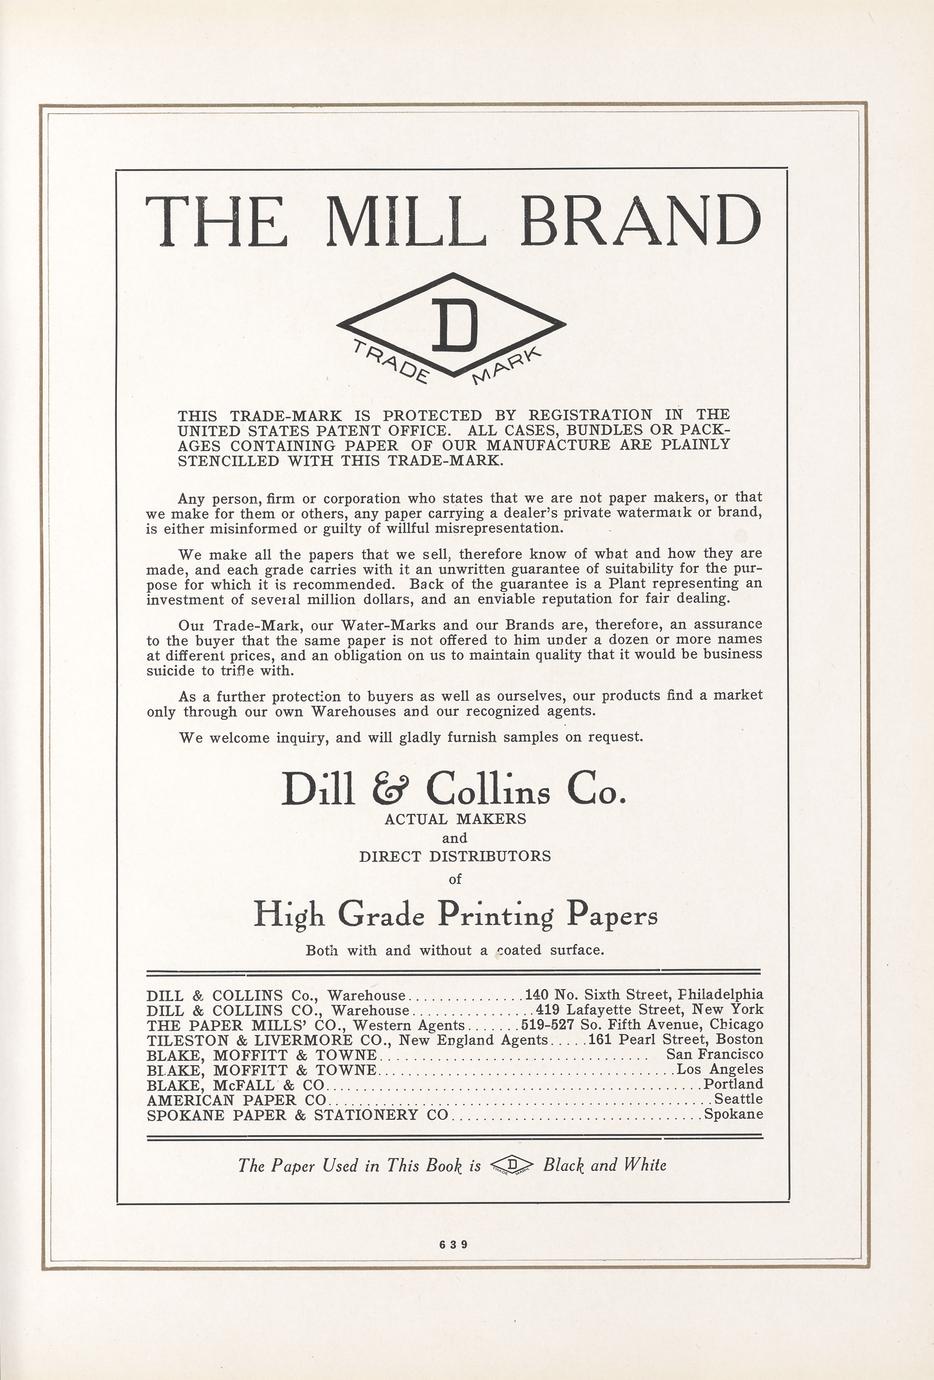 THE MILL BRAND
D
TRADE MARK
THIS TRADE-MARK IS PROTECTED BY REGISTRATION IN THE
UNITED STATES PATENT OFFICE. ALL CASES, BUNDLES OR PACK-
AGES CONTAINING PAPER OF OUR MANUFACTURE ARE PLAINLY
STENCILLED WITH THIS TRADE-MARK.
Any person, firm or corporation who states that we are not paper makers, or that
we make for them or others, any paper carrying a dealer's private watermark or brand,
is either misinformed or guilty of willful misrepresentation.
We make all the papers that we sell, therefore know of what and how they are
made, and each grade carries with it an unwritten guarantee of suitability for the pur-
pose for which it is recommended. Back of the guarantee is a Plant representing an
investment of several million dollars, and an enviable reputation for fair dealing.
Our Trade-Mark, our Water-Marks and our Brands are, therefore, an assurance
to the buyer that the same paper is not offered to him under a dozen or more names
at different prices, and an obligation on us to maintain quality that it would be business
suicide to trifle with.
As a further protection to buyers as well as ourselves, our products find a market
only through our own Warehouses and our recognized agents.
We welcome inquiry, and will gladly furnish samples on request.
Dill & Collins Co.
ACTUAL MAKERS
and
DIRECT DISTRIBUTORS
of
High Grade Printing Papers
Both with and without a coated surface.
DILL & COLLINS Co., Warehouse...............140 No. Sixth Street, Philadelphia
DILL & COLLINS CO., Warehouse...............419 Lafayette Street, New York
THE PAPER MILLS' CO., Western Agents.......519-527 So. Fifth Avenue, Chicago
TILESTON & LIVERMORE CO., New England Agents.....161 Pearl Street, Boston
BLAKE, MOFFITT & TOWNE................................ San Francisco
BLAKE, MOFFITT & TOWNE...................................Los Angeles
BLAKE, McFALL & CO............................................Portland
AMERICAN PAPER CO.............................................Seattle
SPOKANE PAPER & STATIONERY CO..............................Spokane
The Paper Used in This Book is D Black and White
639